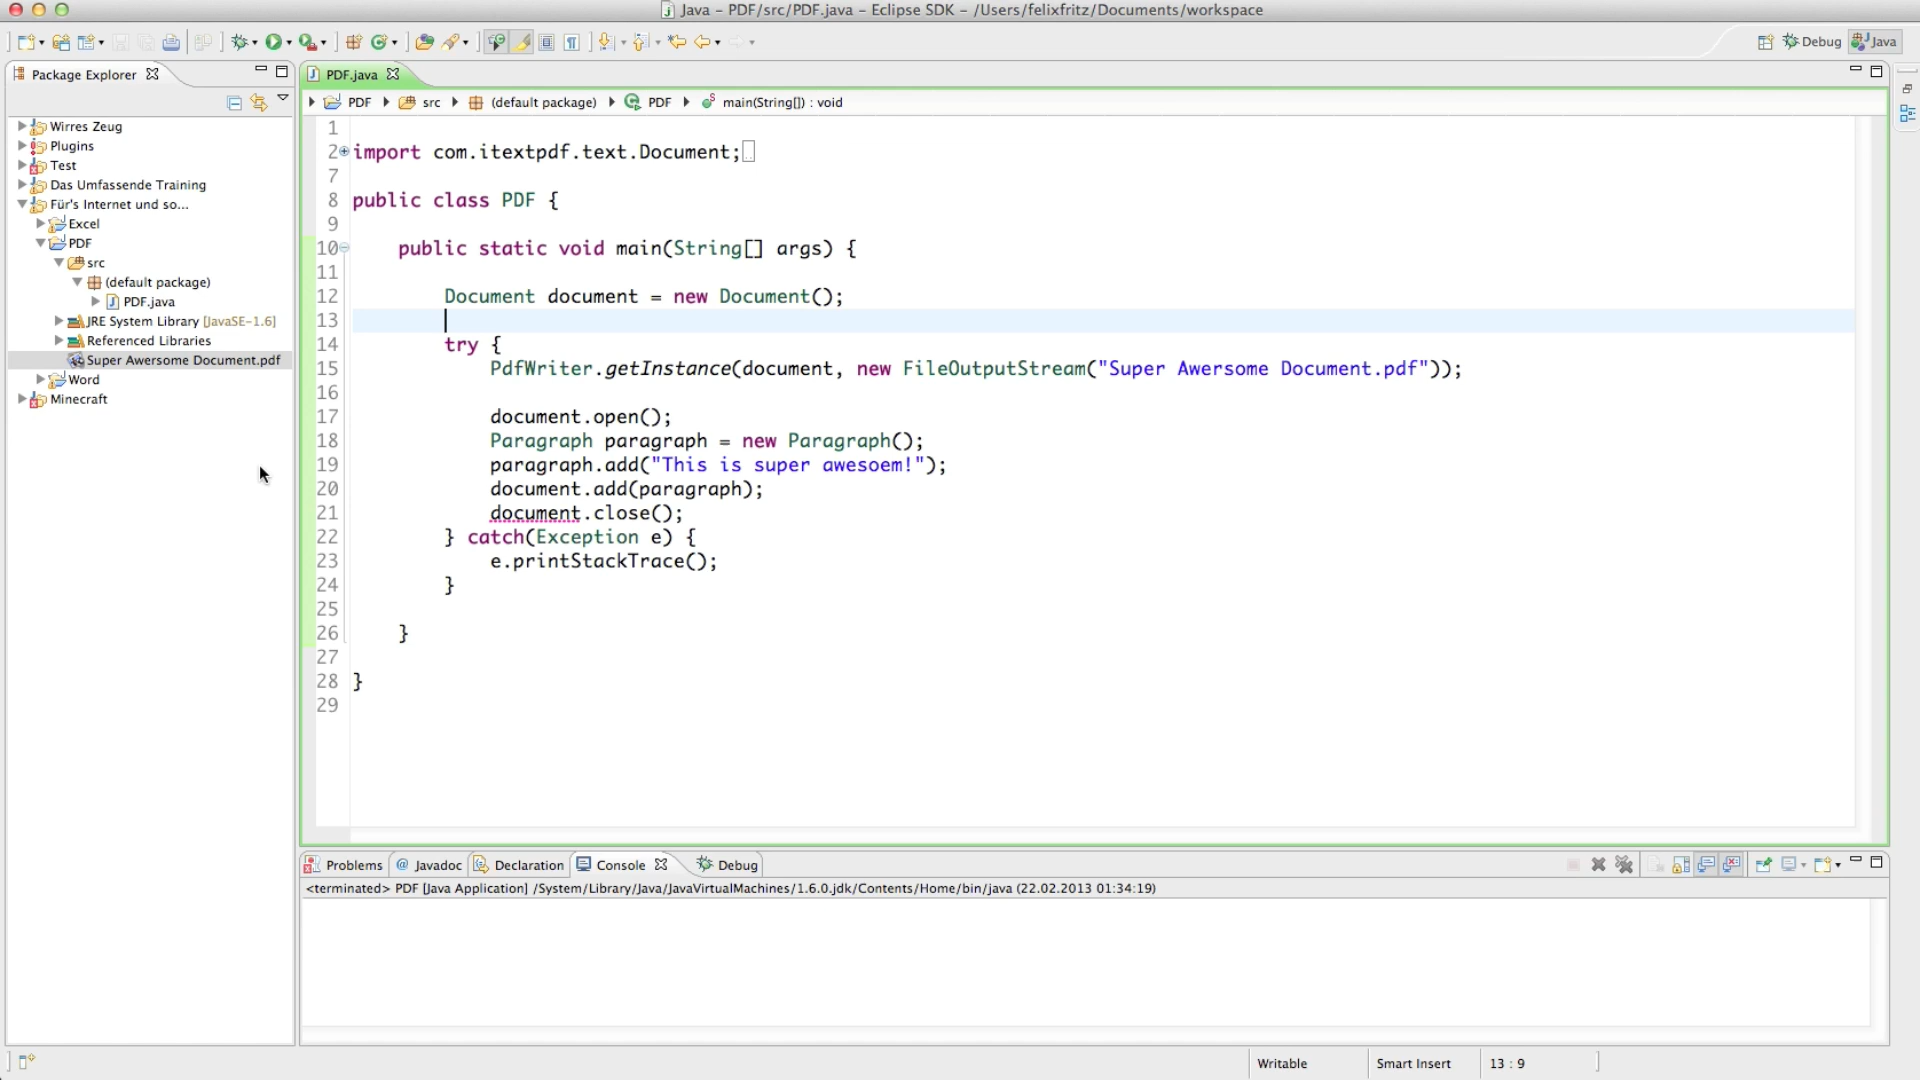 Java – PDF/src/PDF.java – Eclipse SDK – /Users/felixfritz/Documents/workspace
Debug
Java
Package Explorer
PDF.java
PDF
src
(default package)
PDF
main(String[]) : void
Wirres Zeug
Plugins
Test
Das Umfassende Training
Für's Internet und so...
Excel
PDF
src
(default package)
PDF.java
JRE System Library [JavaSE-1.6]
Referenced Libraries
Super Awersome Document.pdf
Word
Minecraft
1
2 import com.itextpdf.text.Document;
7
8 public class PDF {
9
10 public static void main(String[] args) {
11
12 Document document = new Document();
13
14 try {
15 PdfWriter.getInstance(document, new FileOutputStream("Super Awersome Document.pdf"));
16
17 document.open();
18 Paragraph paragraph = new Paragraph();
19 paragraph.add("This is super awesoem!");
20 document.add(paragraph);
21 document.close();
22 } catch(Exception e) {
23 e.printStackTrace();
24 }
25
26 }
27
28 }
29
Problems
@ Javadoc
Declaration
Console
Debug
<terminated> PDF [Java Application] /System/Library/Java/JavaVirtualMachines/1.6.0.jdk/Contents/Home/bin/java (22.02.2013 01:34:19)
Writable
Smart Insert
13 : 9